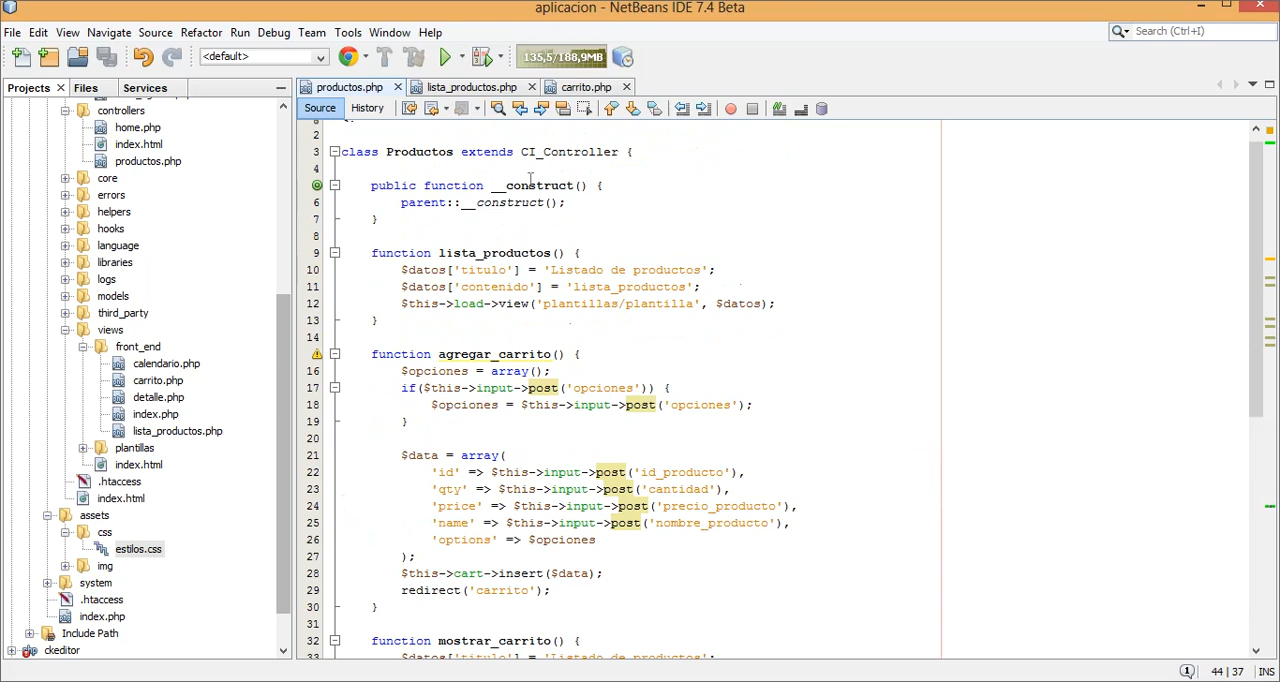 aplicacion - NetBeans IDE 7.4 Beta
File Edit View Navigate Source Refactor Run Debug Team Tools Window Help
Search (Ctrl+I)
<default>
135,5/188,9MB
Projects Files Services
productos.php lista_productos.php carrito.php
Source History
controllers
home.php
index.html
productos.php
core
errors
helpers
hooks
language
libraries
logs
models
third_party
views
front_end
calendario.php
carrito.php
detalle.php
index.php
lista_productos.php
plantillas
index.html
.htaccess
index.html
assets
css
estilos.css
img
system
.htaccess
index.php
Include Path
ckeditor
2
3 class Productos extends CI_Controller {
4
public function __construct() {
6 parent::__construct();
7 }
8
9 function lista_productos() {
10 $datos['titulo'] = 'Listado de productos';
11 $datos['contenido'] = 'lista_productos';
12 $this->load->view('plantillas/plantilla', $datos);
13 }
14
function agregar_carrito() {
16 $opciones = array();
17 if($this->input->post('opciones')) {
18 $opciones = $this->input->post('opciones');
19 }
20
21 $data = array(
22 'id' => $this->input->post('id_producto'),
23 'qty' => $this->input->post('cantidad'),
24 'price' => $this->input->post('precio_producto'),
25 'name' => $this->input->post('nombre_producto'),
26 'options' => $opciones
27 );
28 $this->cart->insert($data);
29 redirect('carrito');
30 }
31
32 function mostrar_carrito() {
33 $datos['titulo'] = 'Listado de productos';
44 | 37 INS